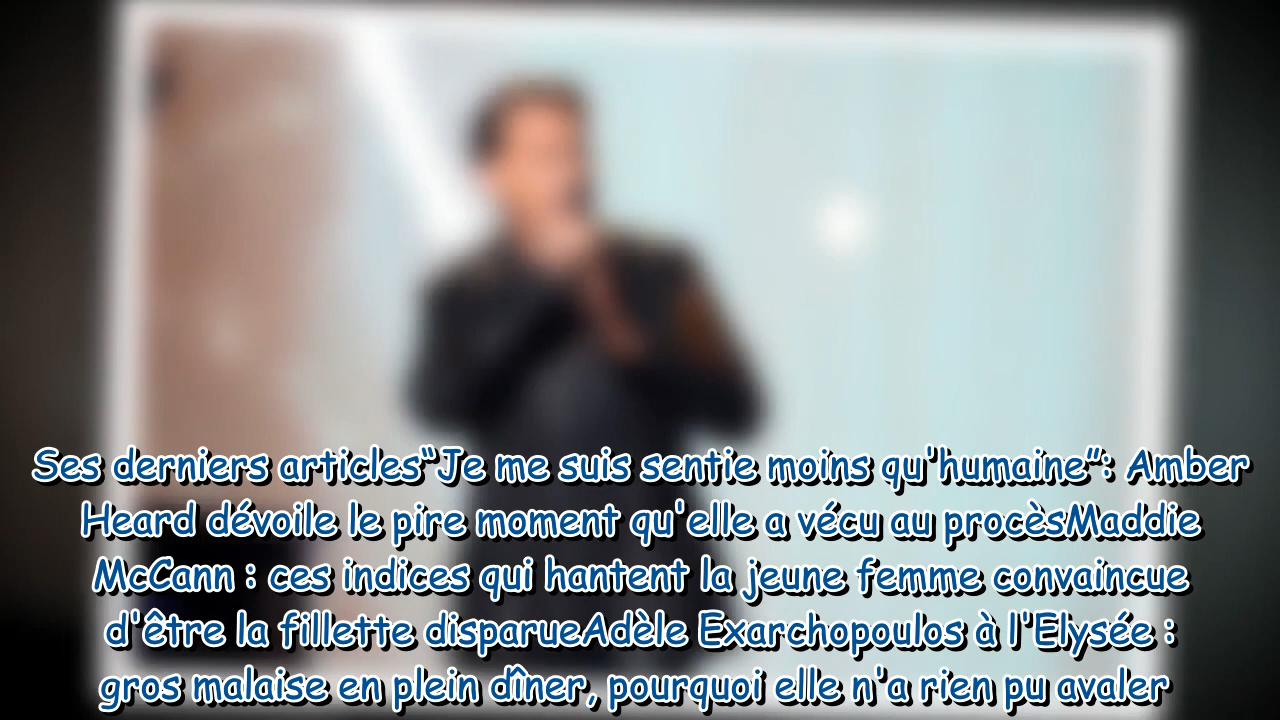 Ses derniers articles“Je me suis sentie moins qu'humaine”: Amber
Heard dévoile le pire moment qu'elle a vécu au procèsMaddie
McCann : ces indices qui hantent la jeune femme convaincue
d'être la fillette disparueAdèle Exarchopoulos à l'Elysée :
gros malaise en plein dîner, pourquoi elle n'a rien pu avaler